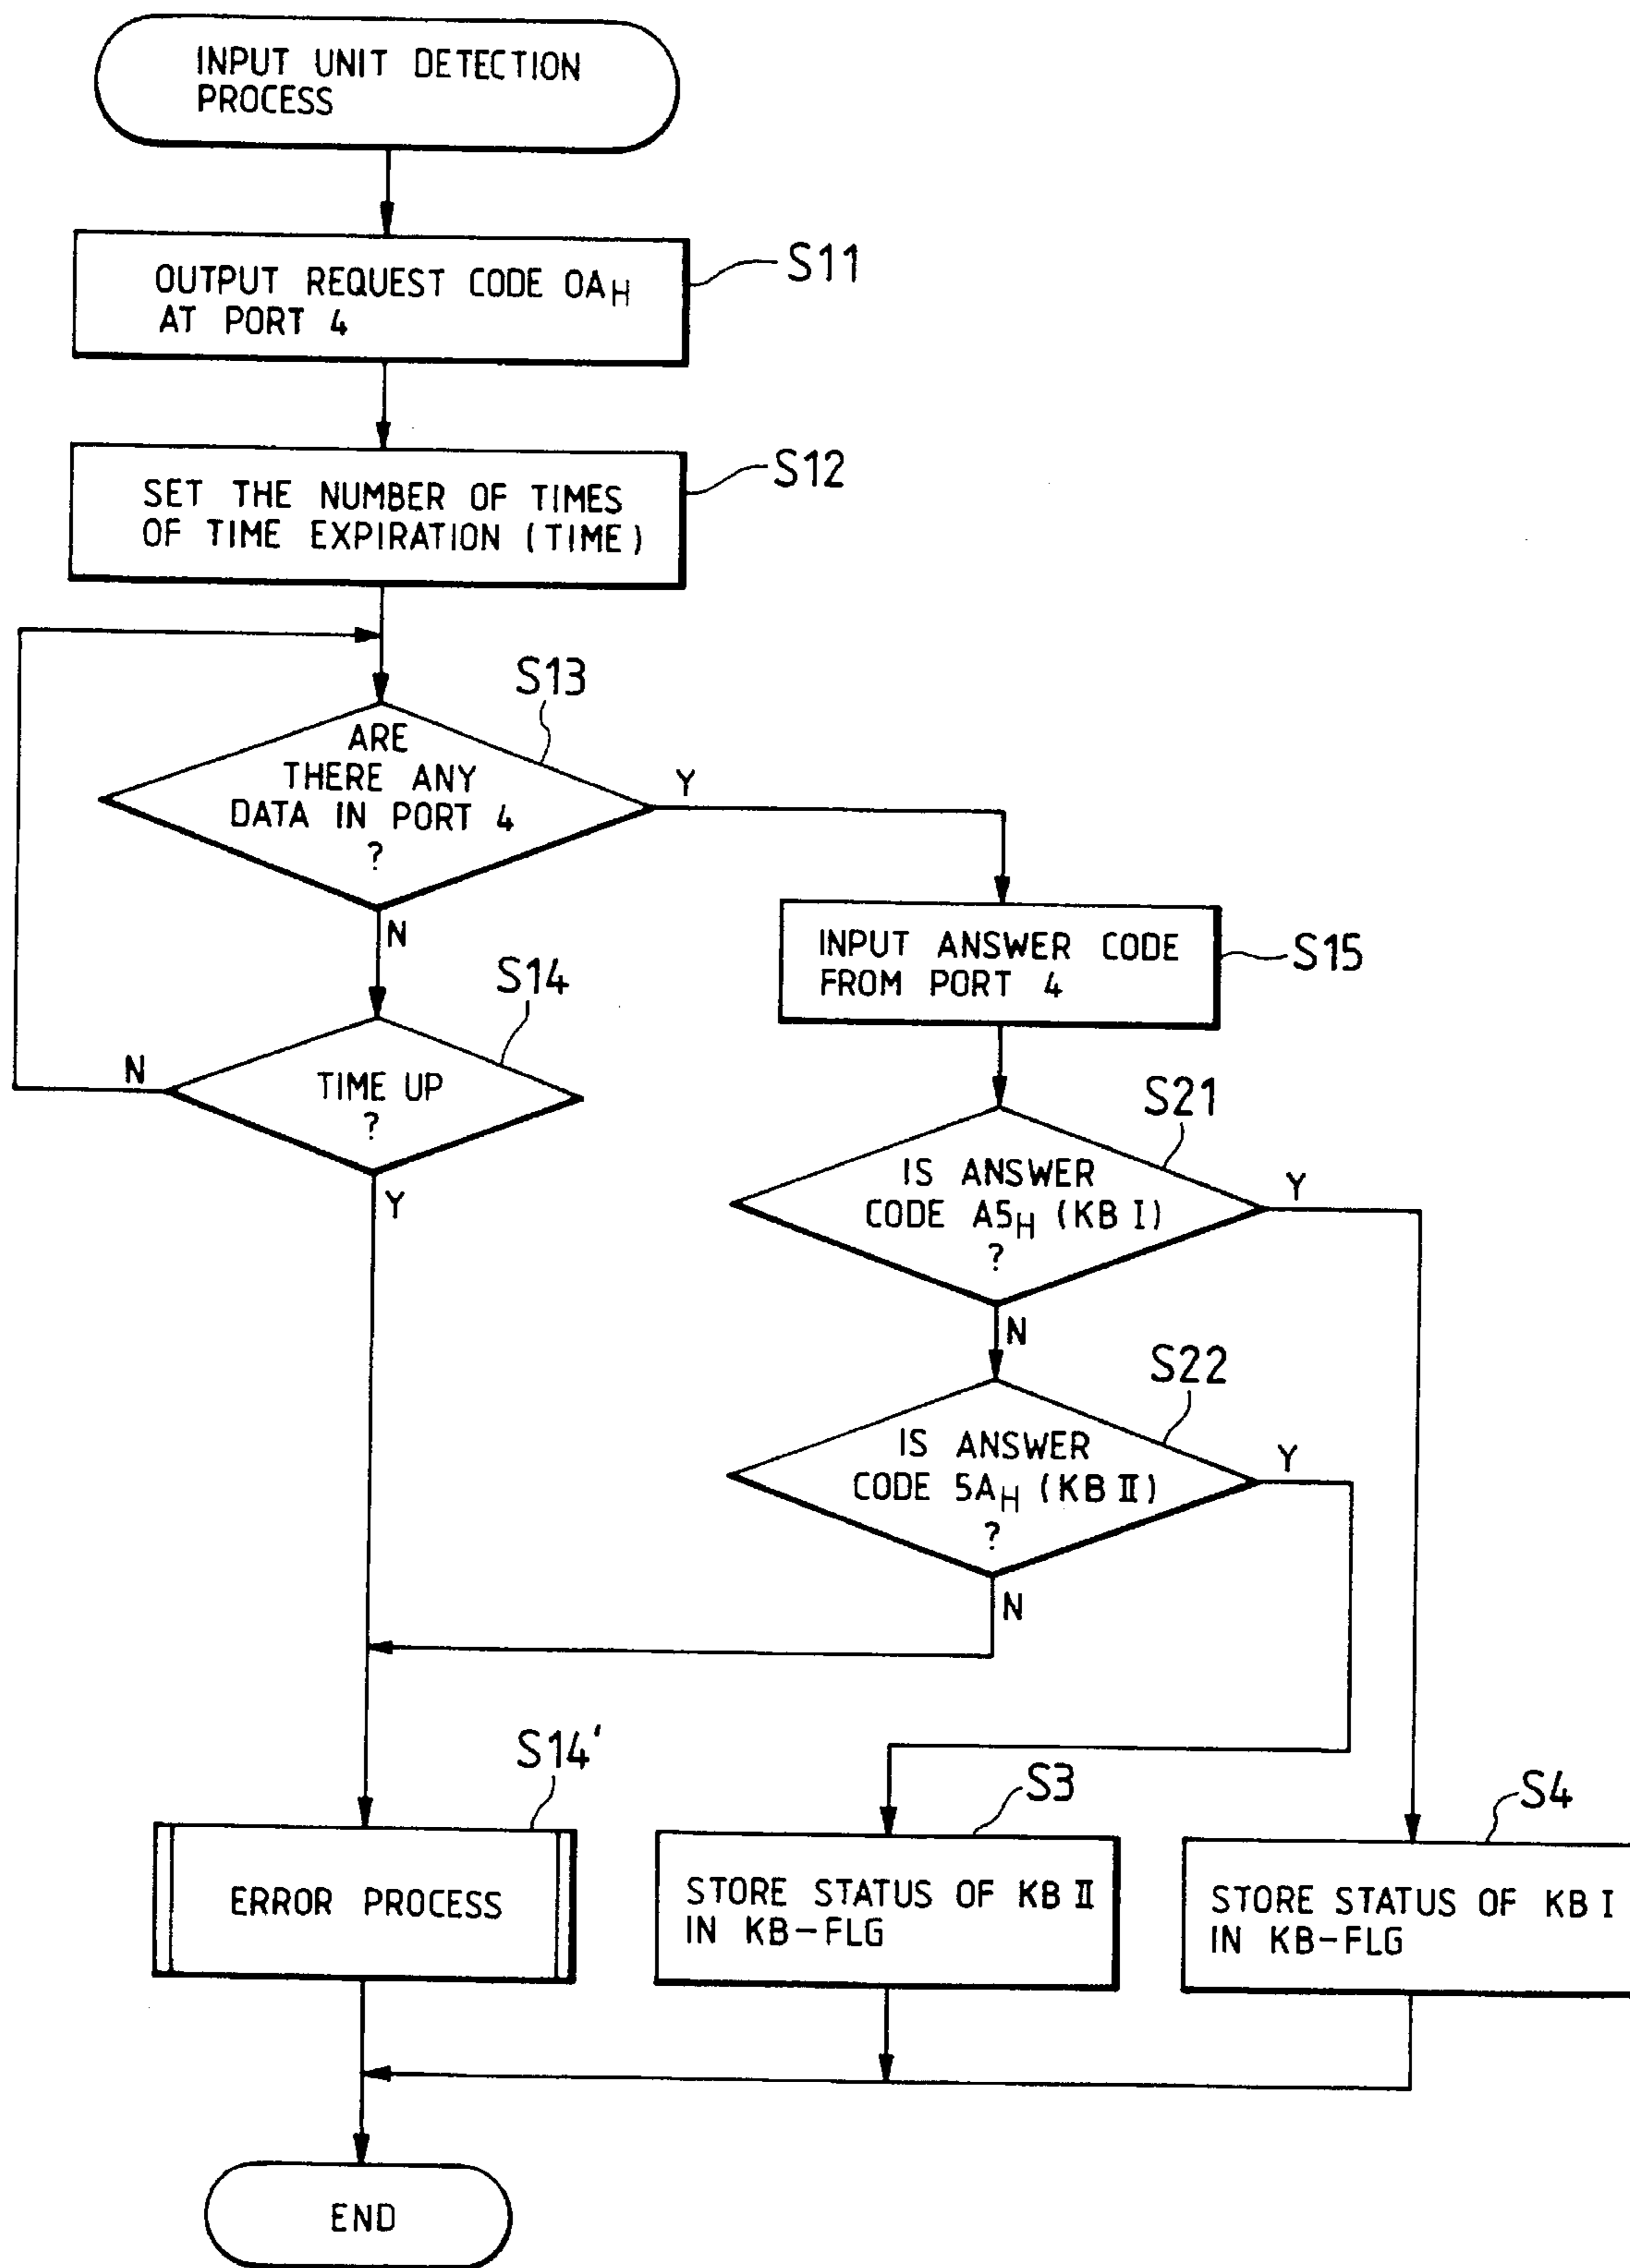 INPUT UNIT DETECTION
PROCESS
OUTPUT REQUEST CODE 0A_H
AT PORT 4
S11
SET THE NUMBER OF TIMES
OF TIME EXPIRATION (TIME)
S12
S13
ARE
THERE ANY
DATA IN PORT 4
?
Y
N
INPUT ANSWER CODE
FROM PORT 4
S15
S14
TIME UP
?
N
Y
S21
IS ANSWER
CODE A5_H (KB I)
?
Y
N
S22
IS ANSWER
CODE 5A_H (KB II)
?
Y
N
S14'
ERROR PROCESS
S3
STORE STATUS OF KB II
IN KB-FLG
S4
STORE STATUS OF KB I
IN KB-FLG
END